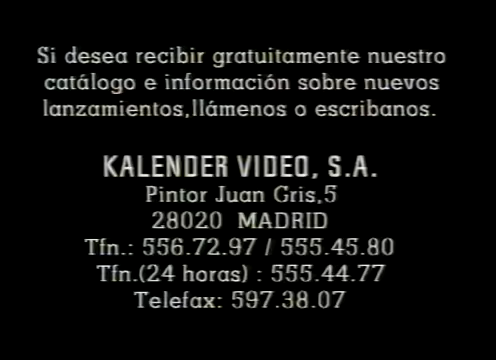 Si desea recibir gratuitamente nuestro
catálogo e información sobre nuevos
lanzamientos,llámenos o escribanos.
KALENDER VIDEO, S.A.
Pintor Juan Gris,5
28020 MADRID
Tfn.: 556.72.97 / 555.45.80
Tfn.(24 horas) : 555.44.77
Telefax: 597.38.07